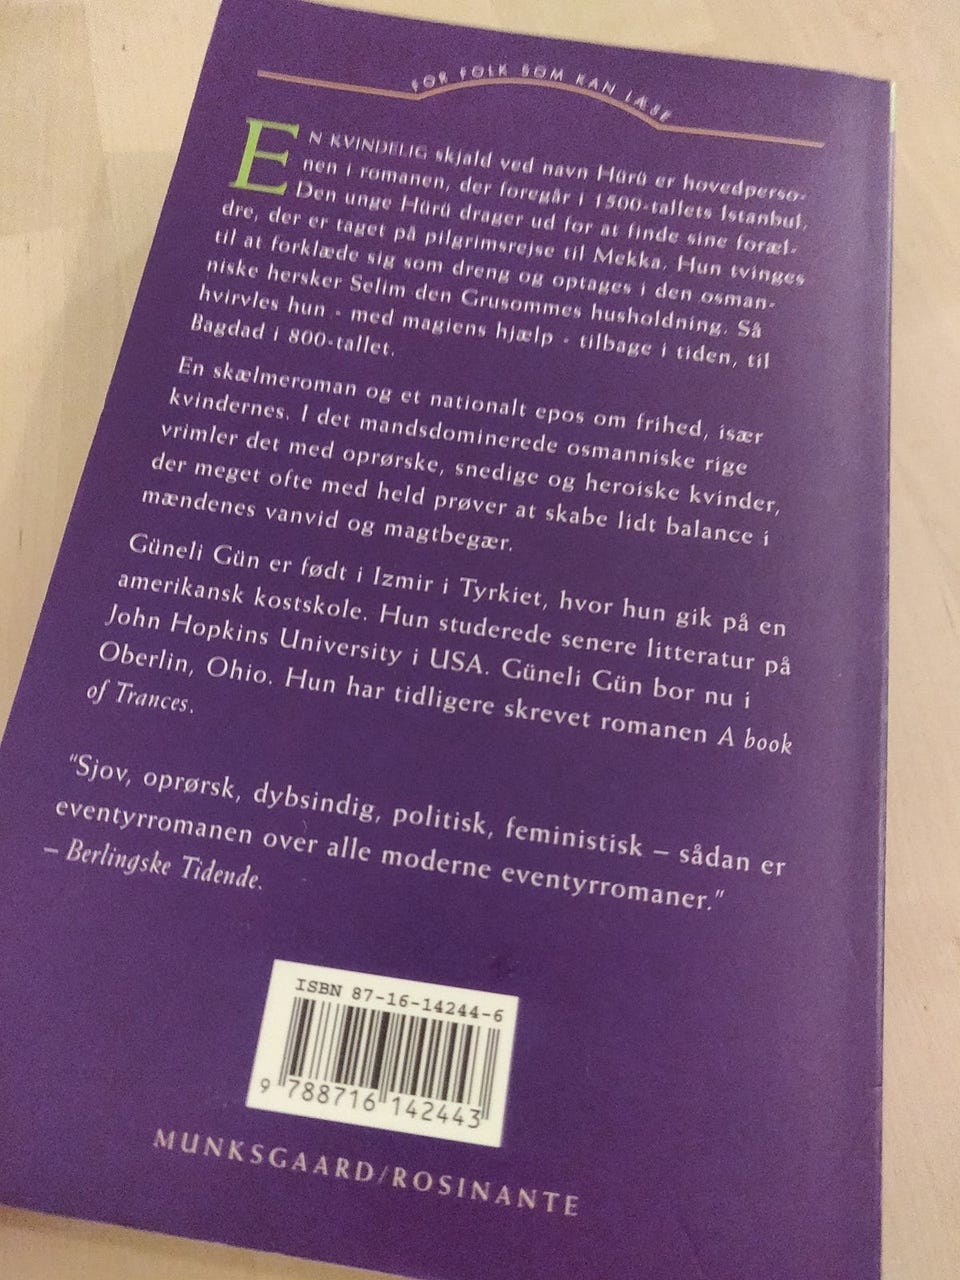 FOR FOLK SOM KAN LÆSE
EN KVINDELIG skjald ved navn Hürü er hovedperso-
nen i romanen, der foregår i 1500-tallets Istanbul.
Den unge Hürü drager ud for at finde sine foræl-
dre, der er taget på pilgrimsrejse til Mekka. Hun tvinges
til at forklæde sig som dreng og optages i den osman-
niske hersker Selim den Grusommes husholdning. Så
hvirvles hun - med magiens hjælp - tilbage i tiden, til
Bagdad i 800-tallet.
En skælmeroman og et nationalt epos om frihed, især
kvindernes. I det mandsdominerede osmanniske rige
vrimler det med oprørske, snedige og heroiske kvinder,
der meget ofte med held prøver at skabe lidt balance i
mændenes vanvid og magtbegær.
Güneli Gün er født i Izmir i Tyrkiet, hvor hun gik på en
amerikansk kostskole. Hun studerede senere litteratur på
John Hopkins University i USA. Güneli Gün bor nu i
Oberlin, Ohio. Hun har tidligere skrevet romanen A book
of Trances.
"Sjov, oprørsk, dybsindig, politisk, feministisk – sådan er
eventyrromanen over alle moderne eventyrromaner."
– Berlingske Tidende.
ISBN 87-16-14244-6
9 788716 142443
MUNKSGAARD/ROSINANTE